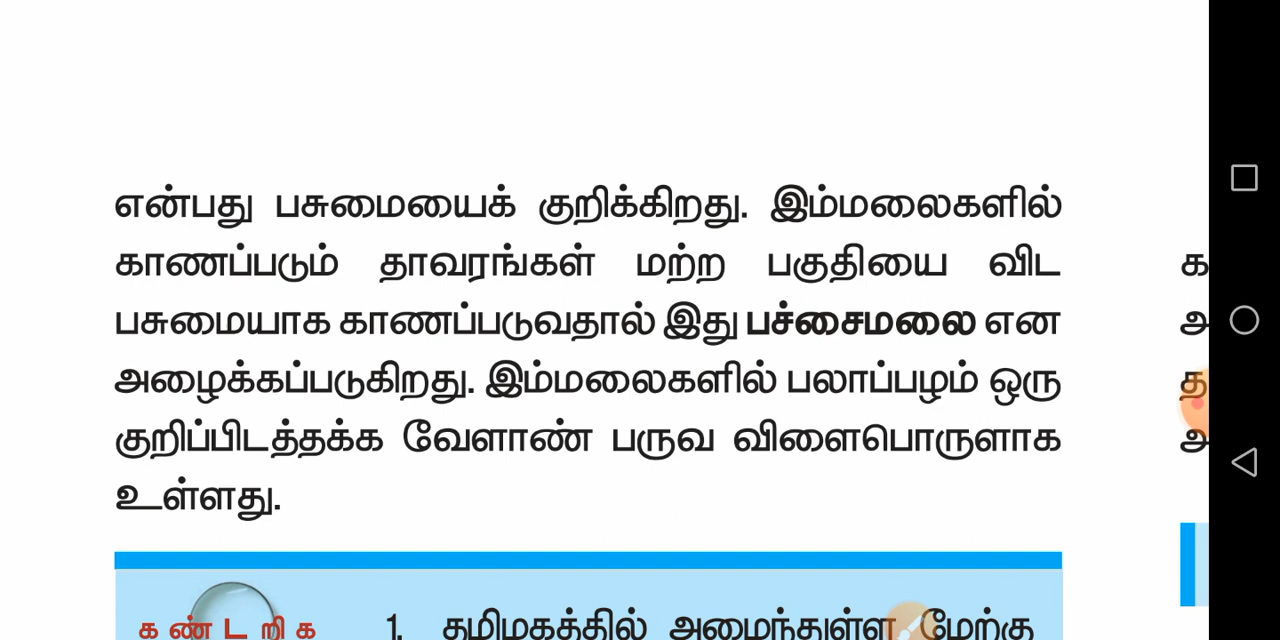 என்பது பசுமையைக் குறிக்கிறது. இம்மலைகளில்
காணப்படும் தாவரங்கள் மற்ற பகுதியை விட
பசுமையாக காணப்படுவதால் இது பச்சைமலை என
அழைக்கப்படுகிறது. இம்மலைகளில் பலாப்பழம் ஒரு
குறிப்பிடத்தக்க வேளாண் பருவ விளைபொருளாக
உள்ளது.
கண்டறிக 1. தமிழகத்தில் அமைந்துள்ள மேற்கு